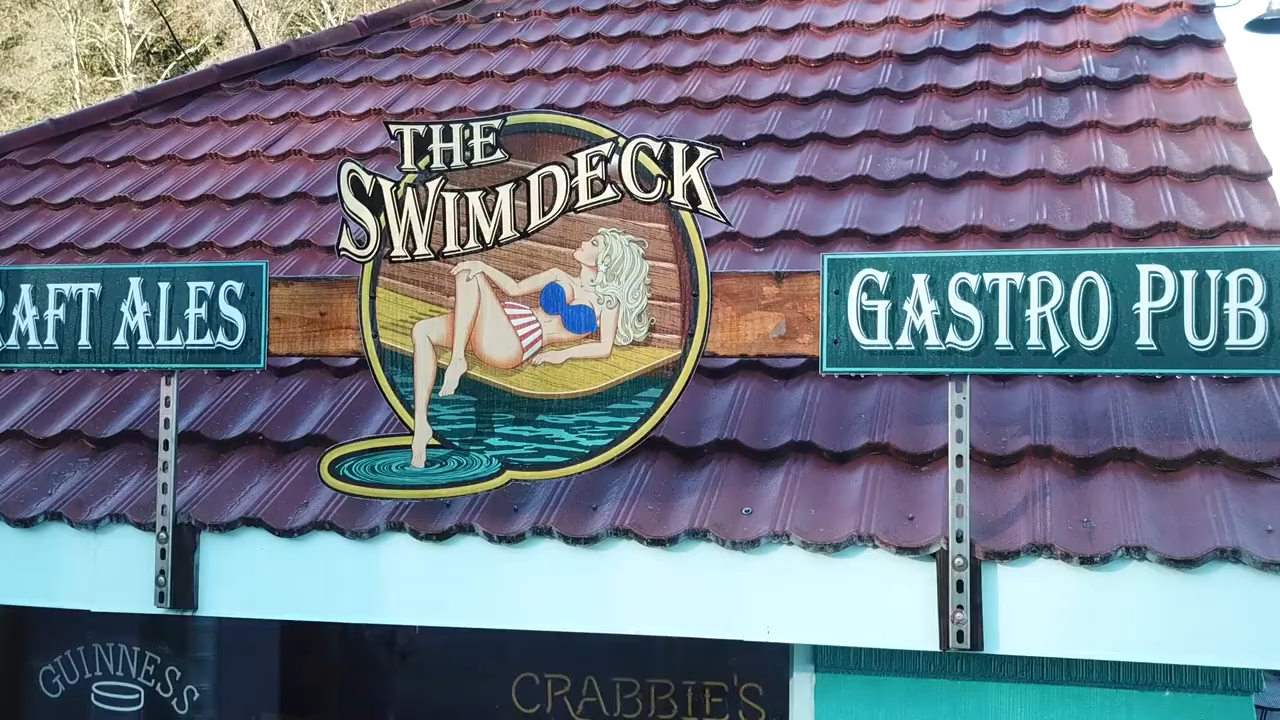 THE
SWIMDECK
RAFT ALES
GASTRO PUB
GUINNESS
CRABBIE'S